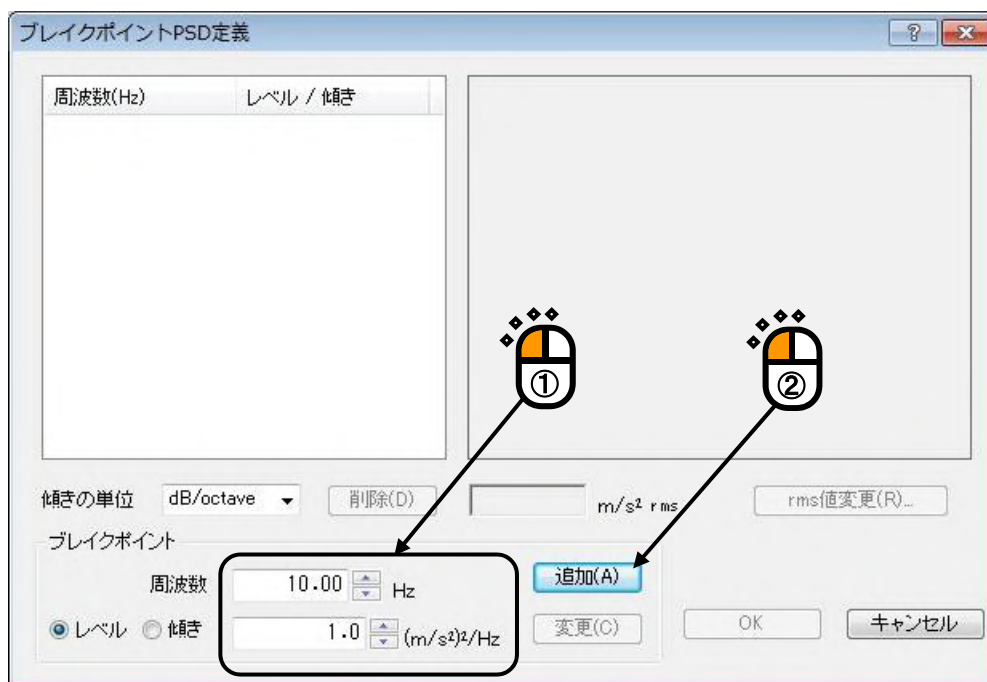 ブレイクポイントPSD定義
周波数(Hz) レベル / 傾き
① ②
傾きの単位 dB/octave 削除(D) m/s² rms rms値変更(R)...
ブレイクポイント
周波数 10.00 Hz 追加(A)
レベル 傾き 1.0 (m/s²)²/Hz 変更(C) OK キャンセル